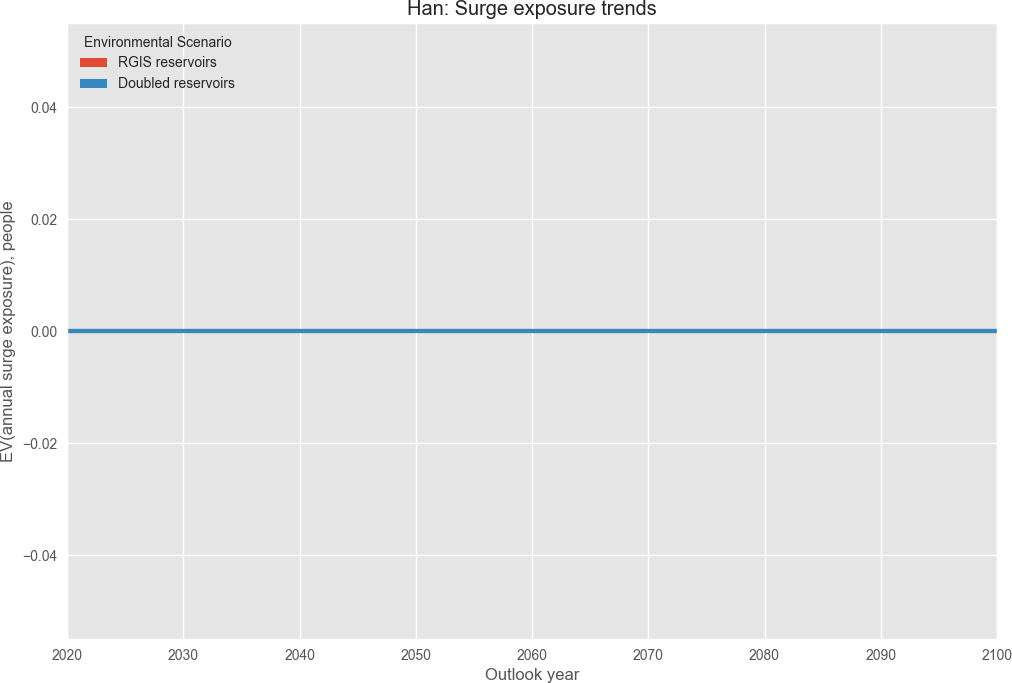 Han: Surge exposure trends
Environmental Scenario
RGIS reservoirs
Doubled reservoirs
EV(annual surge exposure), people
0.04
0.02
0.00
−0.02
−0.04
2020 2030 2040 2050 2060 2070 2080 2090 2100
Outlook year